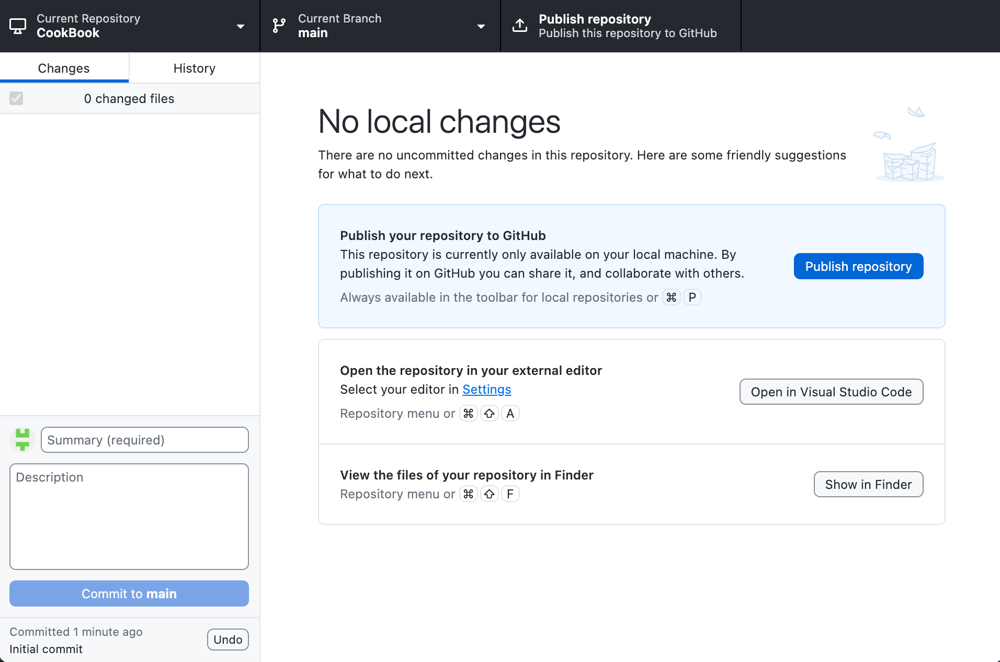 Current Repository
CookBook
Current Branch
main
Publish repository
Publish this repository to GitHub
Changes
History
0 changed files
No local changes
There are no uncommitted changes in this repository. Here are some friendly suggestions
for what to do next.
Publish your repository to GitHub
This repository is currently only available on your local machine. By
publishing it on GitHub you can share it, and collaborate with others.
Always available in the toolbar for local repositories or ⌘ P
Publish repository
Open the repository in your external editor
Select your editor in Settings
Repository menu or ⌘ ⇧ A
Open in Visual Studio Code
View the files of your repository in Finder
Repository menu or ⌘ ⇧ F
Show in Finder
Summary (required)
Description
Commit to main
Committed 1 minute ago
Initial commit
Undo